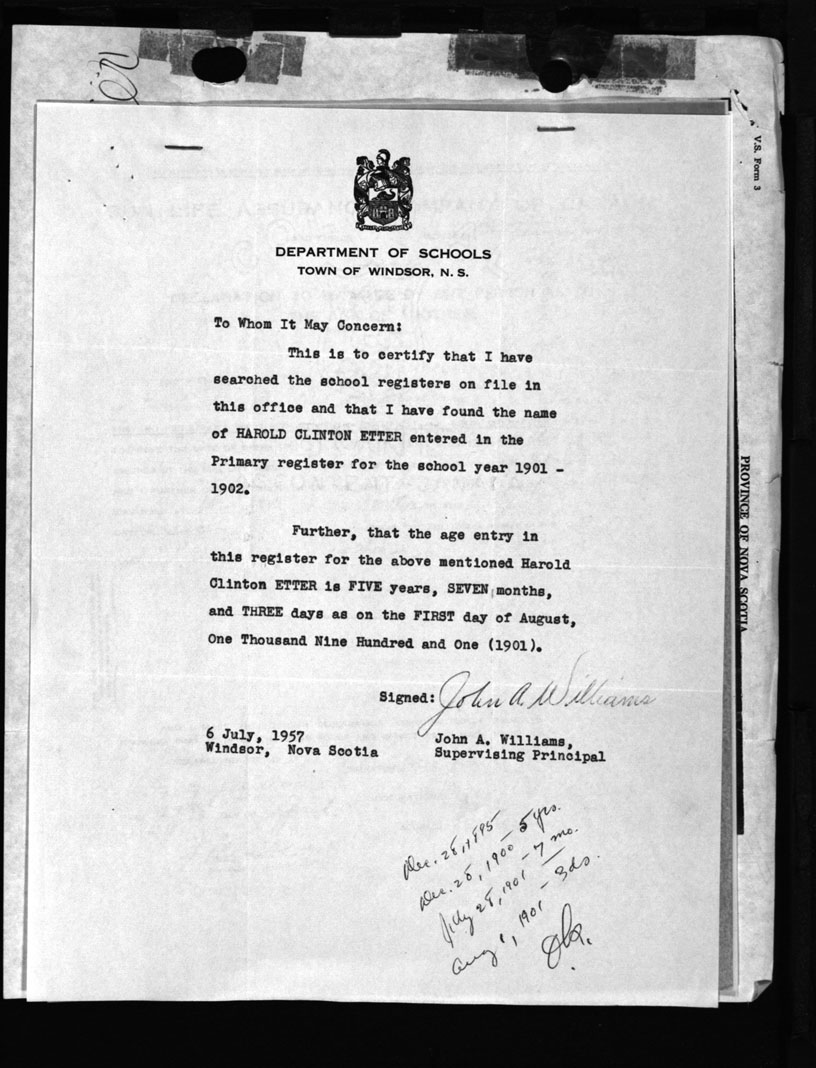 V.S. Form 3
DEPARTMENT OF SCHOOLS
TOWN OF WINDSOR, N. S.
To Whom It May Concern:
This is to certify that I have
searched the school registers on file in
this office and that I have found the name
of HAROLD CLINTON ETTER entered in the
Primary register for the school year 1901 -
1902.
Further, that the age entry in
this register for the above mentioned Harold
Clinton ETTER is FIVE years, SEVEN months,
and THREE days as on the FIRST day of August,
One Thousand Nine Hundred and One (1901).
Signed: John A. Williams
6 July, 1957
Windsor, Nova Scotia
John A. Williams,
Supervising Principal
Dec. 28, 1895
Dec. 28, 1900 - 5 yrs.
July 28, 1901 - 7 mo.
Aug 1, 1901 - 3 ds.
OK.
PROVINCE OF NOVA SCOTIA